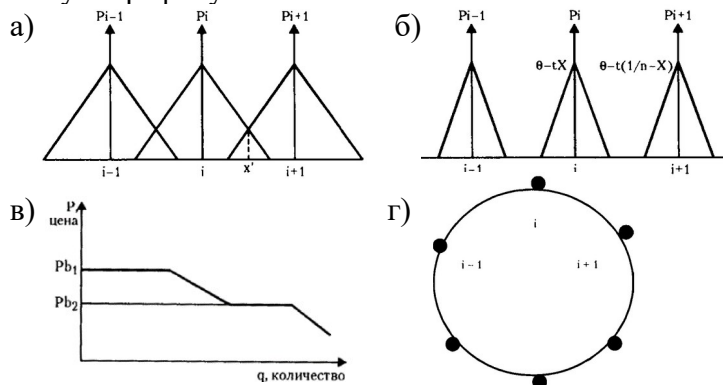 а)
Pi−1 Pi Pi+1
i−1 i x' i+1
б)
Pi−1 Pi Pi+1
θ−tX θ−t(1/n−X)
i−1 i i+1
в)
P,
цена
Pb₁
Pb₂
q, количество
г)
i
i − 1 i + 1